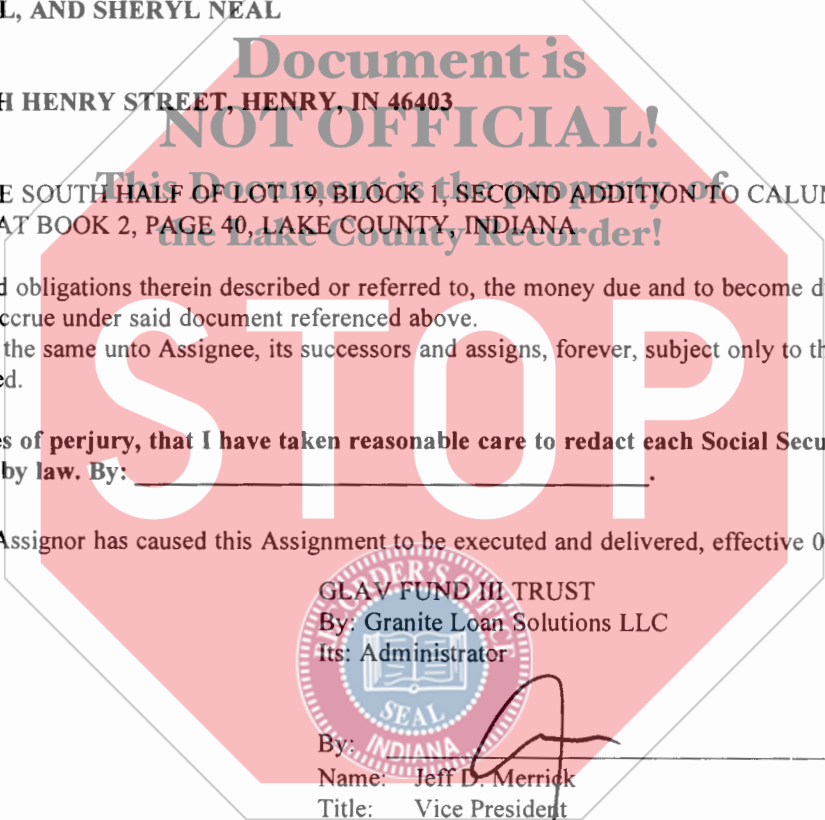 L, AND SHERYL NEAL
Document is
H HENRY STREET, HENRY, IN 46403
NOT OFFICIAL!
This Document is the property of
E SOUTH HALF OF LOT 19, BLOCK 1, SECOND ADDITION TO CALU
AT BOOK 2, PAGE 40, LAKE COUNTY, INDIANA
the Lake County Recorder!
d obligations therein described or referred to, the money due and to become d
ccrue under said document referenced above.
the same unto Assignee, its successors and assigns, forever, subject only to th
ed.
STOP
s of perjury, that I have taken reasonable care to redact each Social Secu
by law. By:
Assignor has caused this Assignment to be executed and delivered, effective 0
GLAV FUND III TRUST
By: Granite Loan Solutions LLC
Its: Administrator
SEAL
INDIANA
By:
Name: Jeff D. Merrick
Title: Vice President